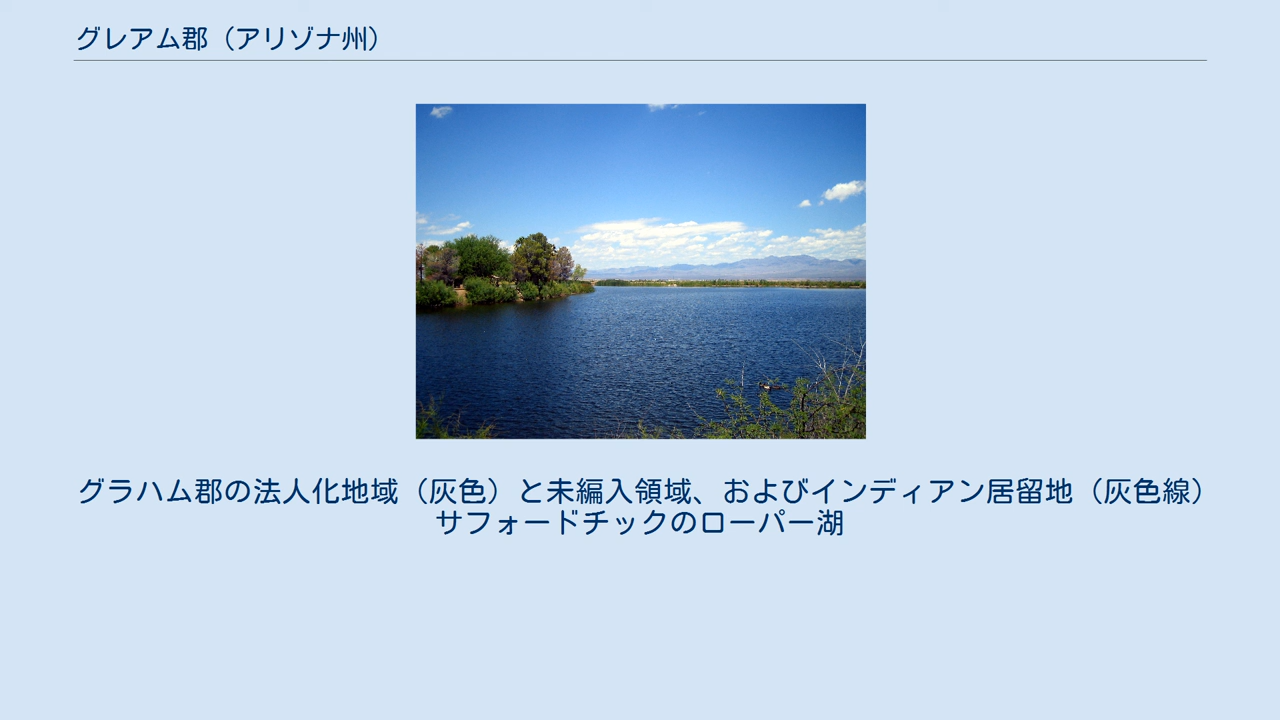 グレアム郡（アリゾナ州）
グラハム郡の法人化地域（灰色）と未編入領域、およびインディアン居留地（灰色線）
サフォードチックのローパー湖